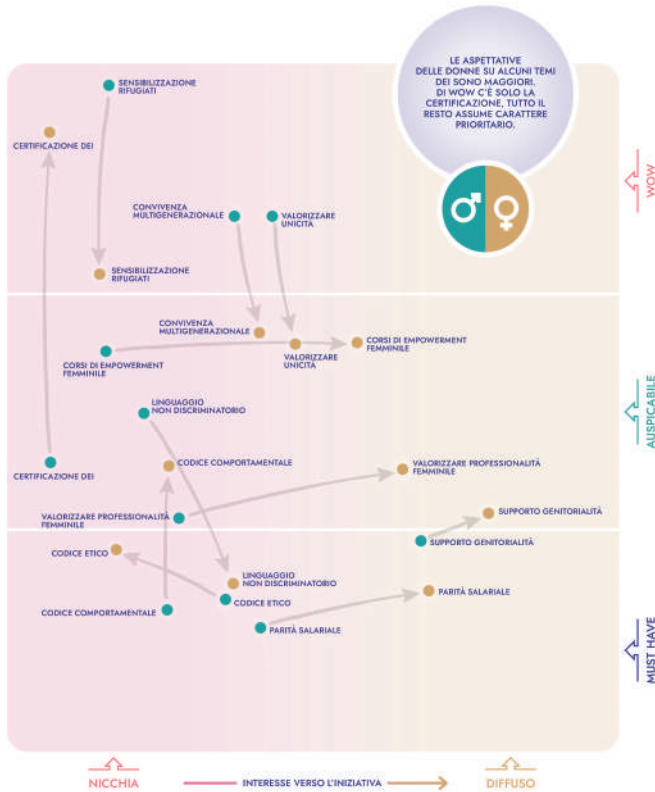 LE ASPETTATIVE
DELLE DONNE SU ALCUNI TEMI
DEI SONO MAGGIORI.
DI WOW C'È SOLO LA
CERTIFICAZIONE, TUTTO IL
RESTO ASSUME CARATTERE
PRIORITARIO.
SENSIBILIZZAZIONE
RIFUGIATI
CERTIFICAZIONE DEI
CONVIVENZA
MULTIGENERAZIONALE
VALORIZZARE
UNICITÀ
WOW
SENSIBILIZZAZIONE
RIFUGIATI
CONVIVENZA
MULTIGENERAZIONALE
VALORIZZARE
UNICITÀ
CORSI DI EMPOWERMENT
FEMMINILE
CORSI DI EMPOWERMENT
FEMMINILE
LINGUAGGIO
NON DISCRIMINATORIO
AUSPICABILE
CODICE COMPORTAMENTALE
CERTIFICAZIONE DEI
VALORIZZARE PROFESSIONALITÀ
FEMMINILE
VALORIZZARE PROFESSIONALITÀ
FEMMINILE
SUPPORTO GENITORIALITÀ
SUPPORTO GENITORIALITÀ
CODICE ETICO
LINGUAGGIO
NON DISCRIMINATORIO
CODICE ETICO
PARITÀ SALARIALE
CODICE COMPORTAMENTALE
PARITÀ SALARIALE
MUST HAVE
NICCHIA
INTERESSE VERSO L'INIZIATIVA
DIFFUSO